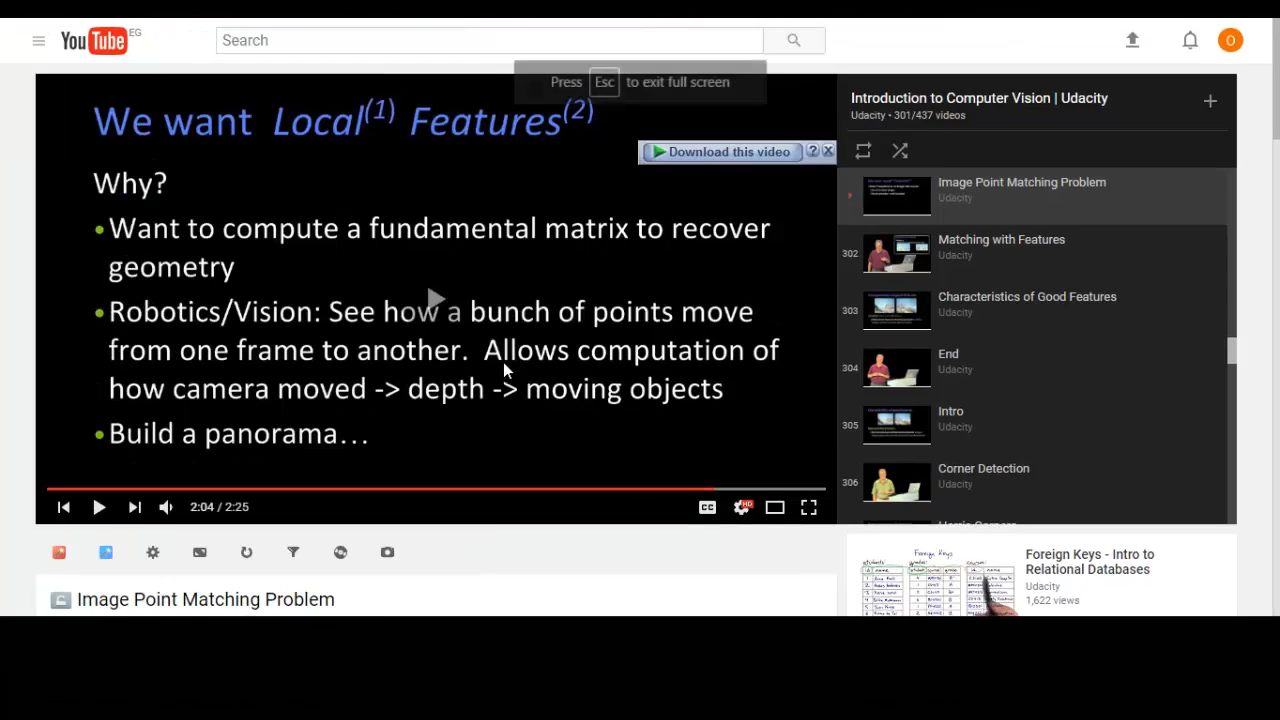 YouTube EG
Search
O
Press Esc to exit full screen
We want Local(1) Features(2)
Download this video ?
Why?
•Want to compute a fundamental matrix to recover
geometry
•Robotics/Vision: See how a bunch of points move
from one frame to another. Allows computation of
how camera moved -> depth -> moving objects
•Build a panorama…
2:04 / 2:25
CC
HD
Introduction to Computer Vision | Udacity
Udacity • 301/437 videos
Image Point Matching Problem
Udacity
302
Matching with Features
Udacity
303
Characteristics of Good Features
Udacity
304
End
Udacity
305
Intro
Udacity
306
Corner Detection
Udacity
Image Point Matching Problem
Foreign Keys
Foreign Keys - Intro to
Relational Databases
Udacity
1,622 views